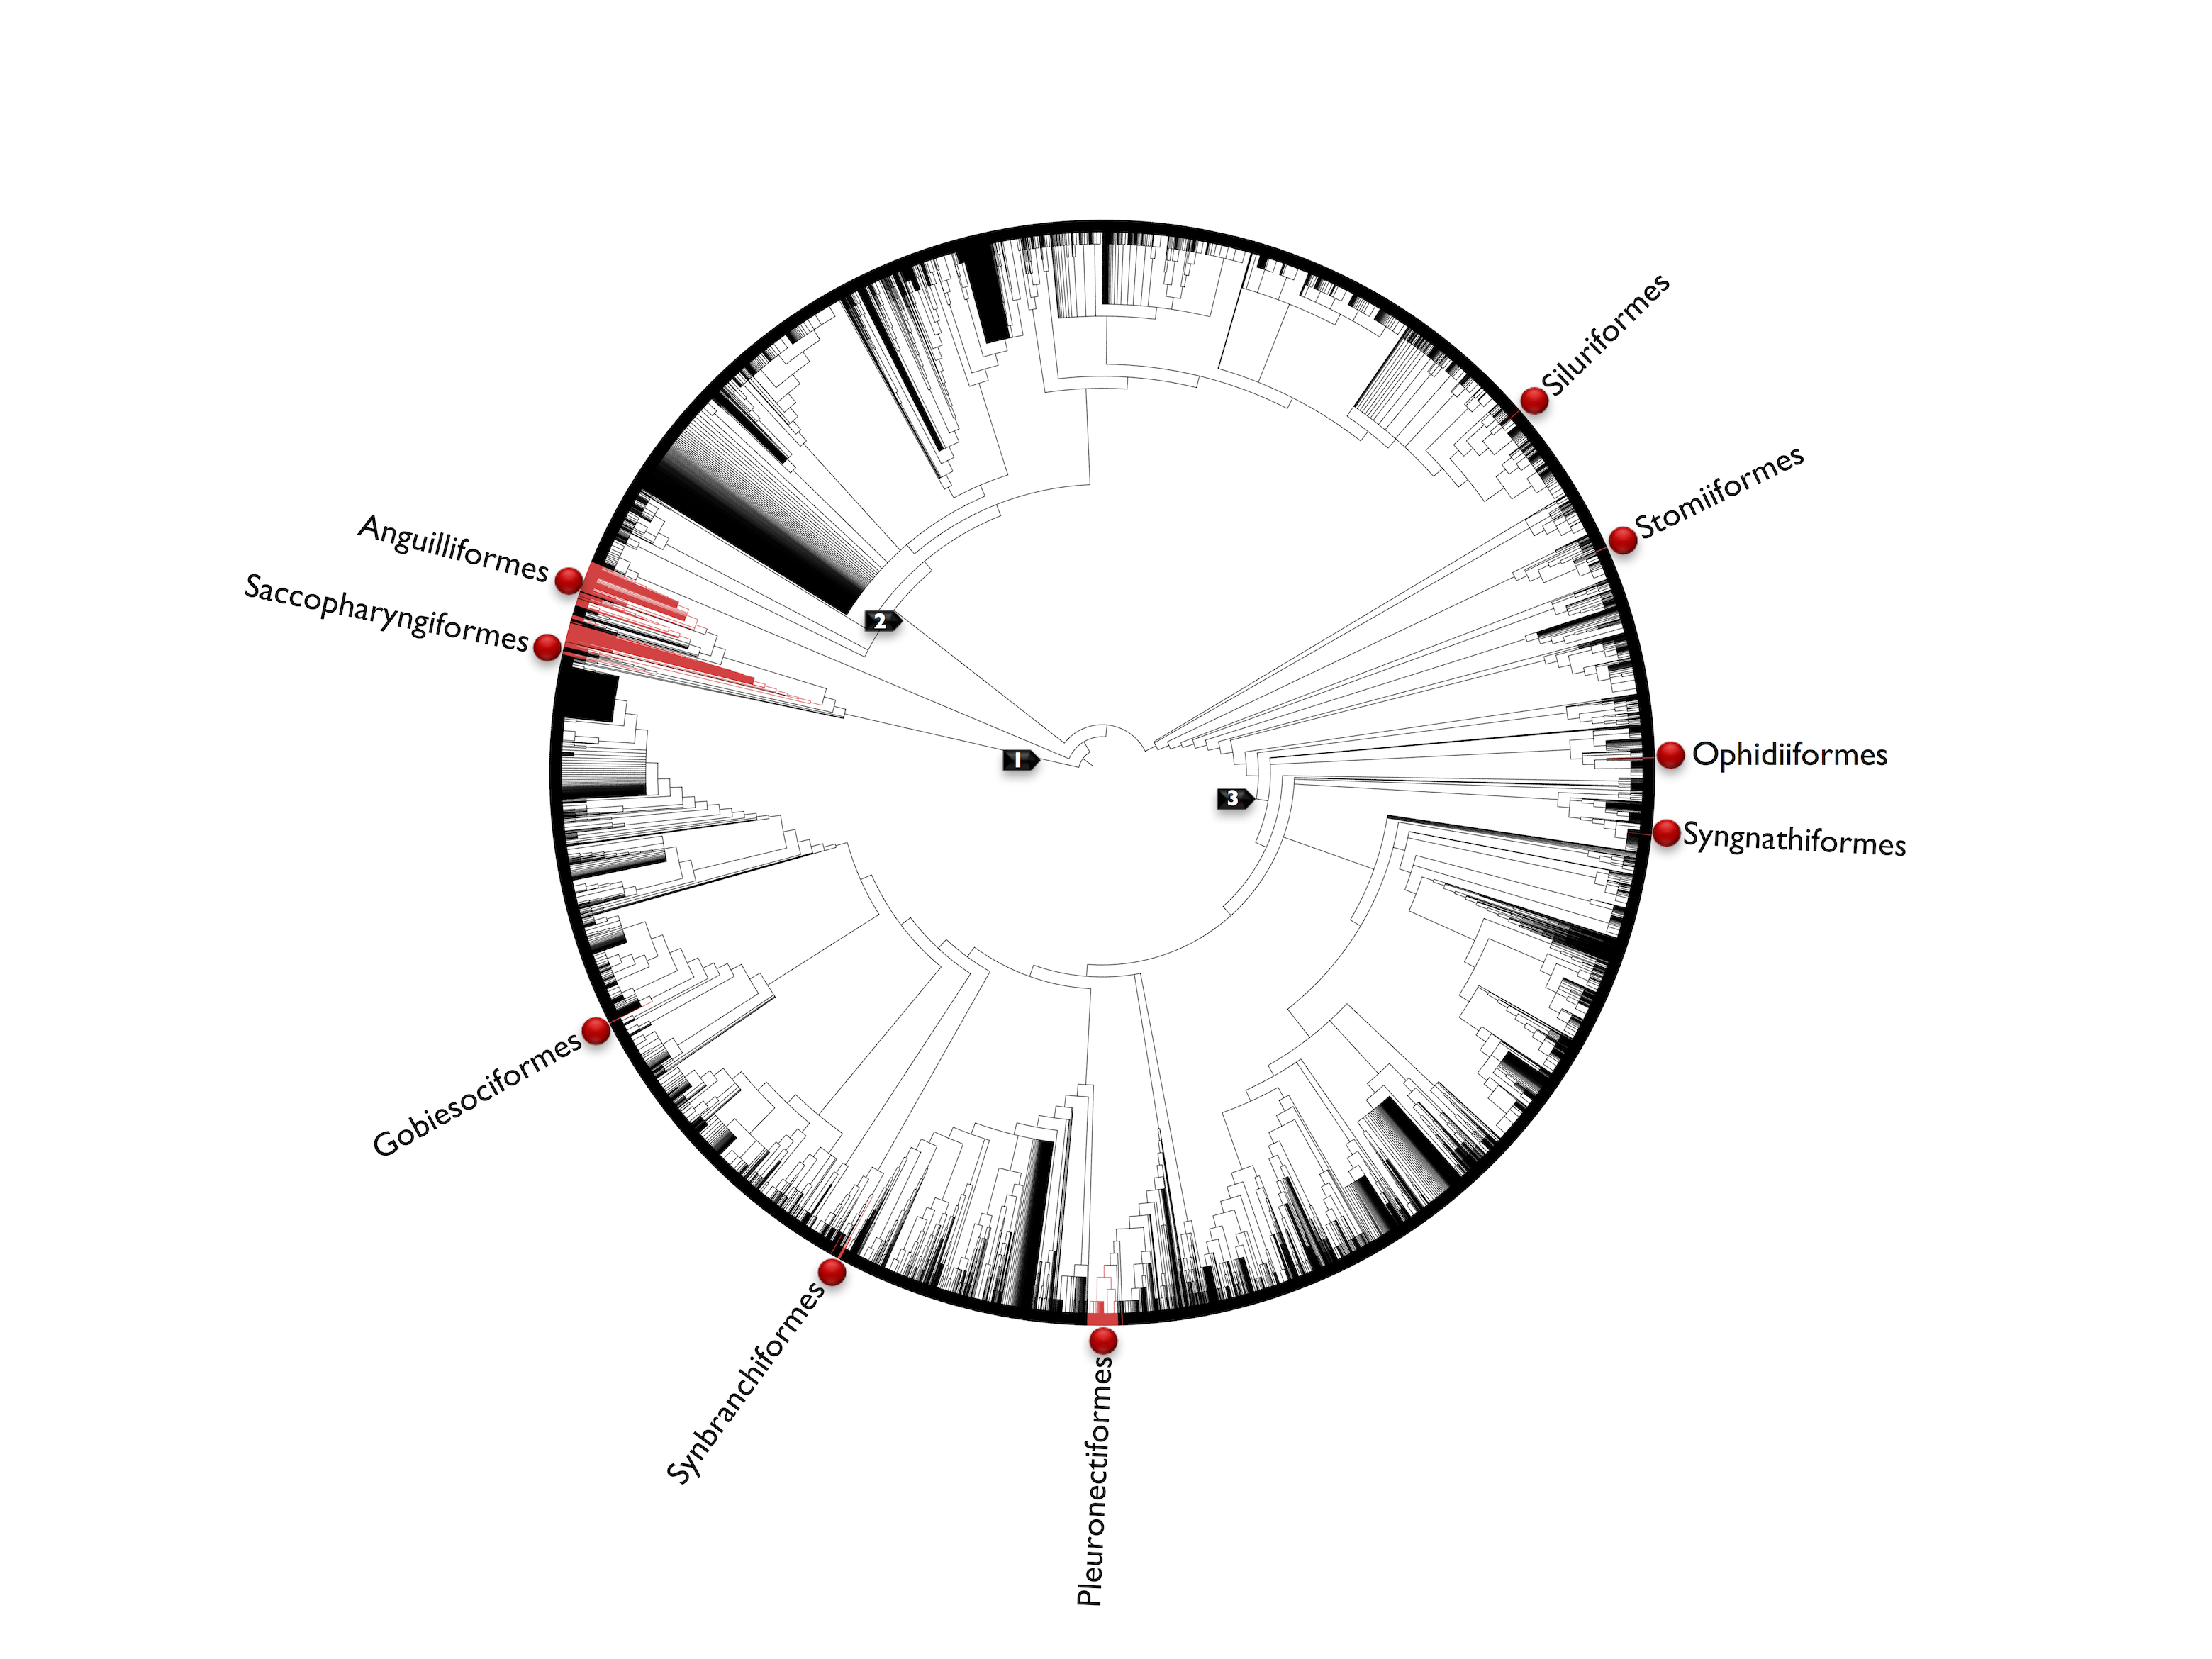 Siluriformes
Stomiiformes
Anguilliformes
Saccopharyngiformes
2
1
3
Ophidiiformes
Syngnathiformes
Gobiesociformes
Synbranchiformes
Pleuronectiformes